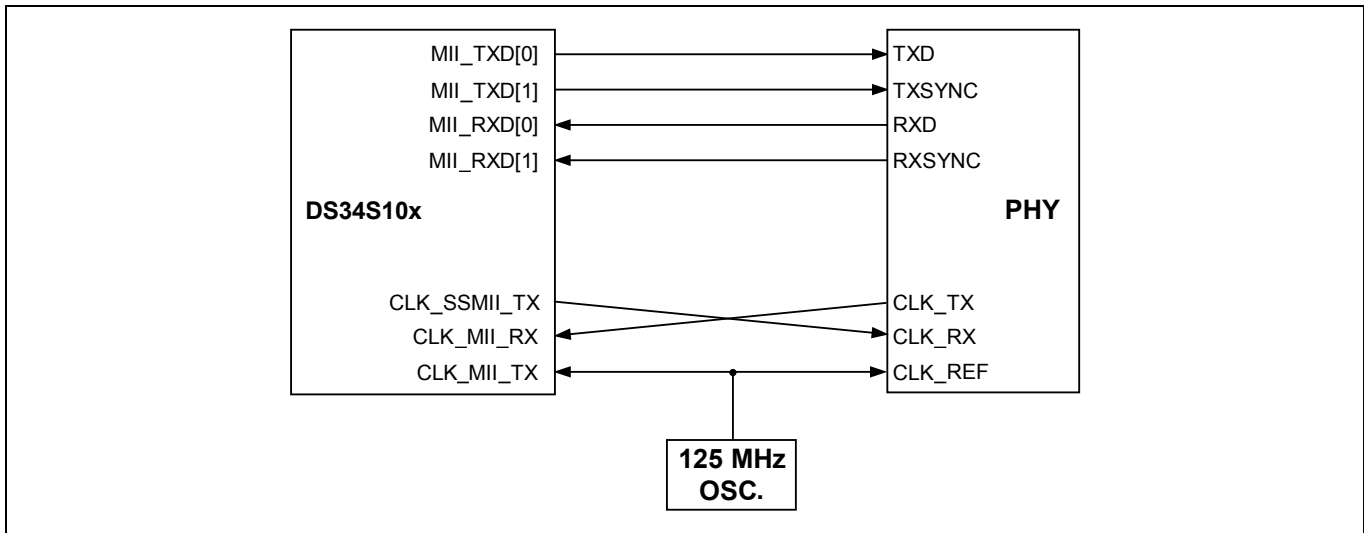 MII_TXD[0]
MII_TXD[1]
MII_RXD[0]
MII_RXD[1]
DS34S10x
CLK_SSMII_TX
CLK_MII_RX
CLK_MII_TX
TXD
TXSYNC
RXD
RXSYNC
PHY
CLK_TX
CLK_RX
CLK_REF
125 MHz
OSC.